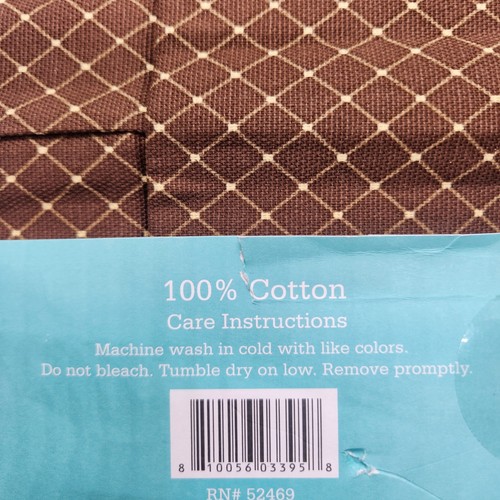 100% Cotton
Care Instructions
Machine wash in cold with like colors.
Do not bleach. Tumble dry on low. Remove promptly.
8 10056 03395 8
RN# 52469